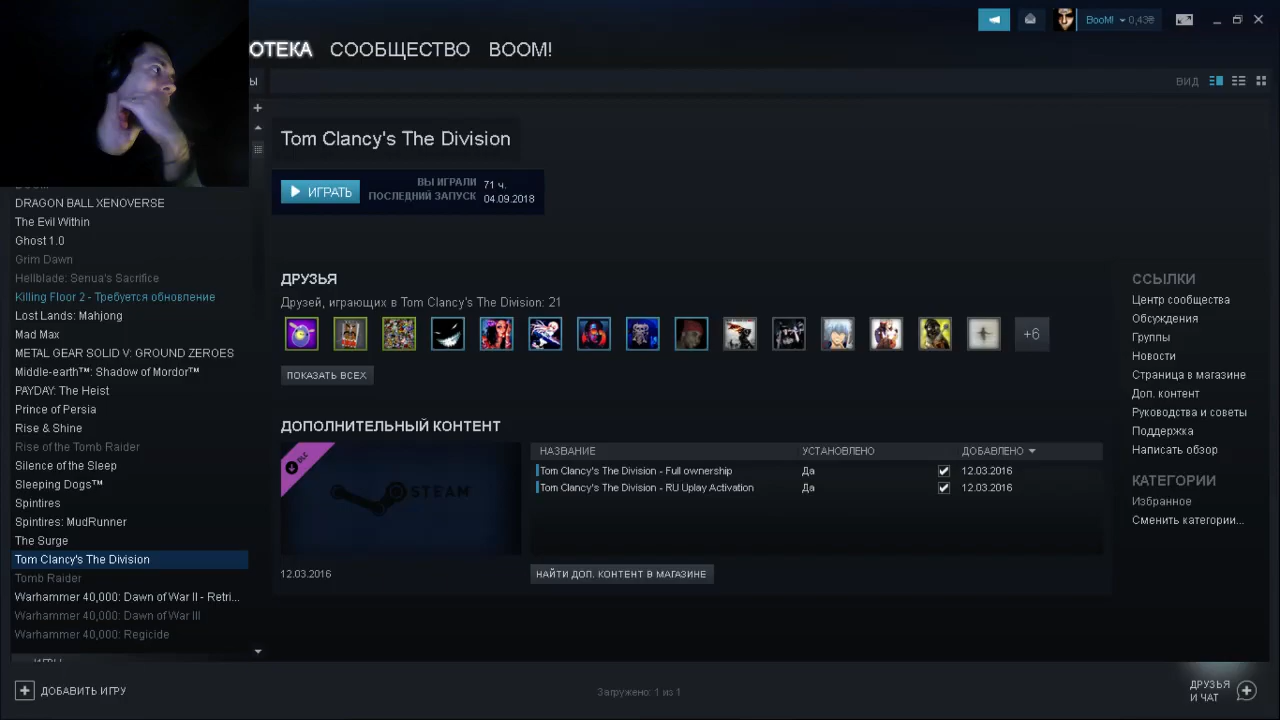 BooM!
0,43₴
ОТЕКА
СООБЩЕСТВО
BOOM!
Ы
ВИД
Tom Clancy's The Division
ИГРАТЬ
ВЫ ИГРАЛИ
71 ч.
ПОСЛЕДНИЙ ЗАПУСК
04.09.2018
DRAGON BALL XENOVERSE
The Evil Within
Ghost 1.0
Grim Dawn
Hellblade: Senua's Sacrifice
Killing Floor 2 - Требуется обновление
Lost Lands: Mahjong
Mad Max
METAL GEAR SOLID V: GROUND ZEROES
Middle-earth™: Shadow of Mordor™
PAYDAY: The Heist
Prince of Persia
Rise & Shine
Rise of the Tomb Raider
Silence of the Sleep
Sleeping Dogs™
Spintires
Spintires: MudRunner
The Surge
Tom Clancy's The Division
Tomb Raider
Warhammer 40,000: Dawn of War II - Retri...
Warhammer 40,000: Dawn of War III
Warhammer 40,000: Regicide
ДРУЗЬЯ
Друзей, играющих в Tom Clancy's The Division: 21
+6
ПОКАЗАТЬ ВСЕХ
ДОПОЛНИТЕЛЬНЫЙ КОНТЕНТ
DLC
STEAM
12.03.2016
НАЗВАНИЕ
УСТАНОВЛЕНО
ДОБАВЛЕНО
Tom Clancy's The Division - Full ownership
Да
12.03.2016
Tom Clancy's The Division - RU Uplay Activation
Да
12.03.2016
НАЙТИ ДОП. КОНТЕНТ В МАГАЗИНЕ
ССЫЛКИ
Центр сообщества
Обсуждения
Группы
Новости
Страница в магазине
Доп. контент
Руководства и советы
Поддержка
Написать обзор
КАТЕГОРИИ
Избранное
Сменить категории...
ДОБАВИТЬ ИГРУ
Загружено: 1 из 1
ДРУЗЬЯ
И ЧАТ